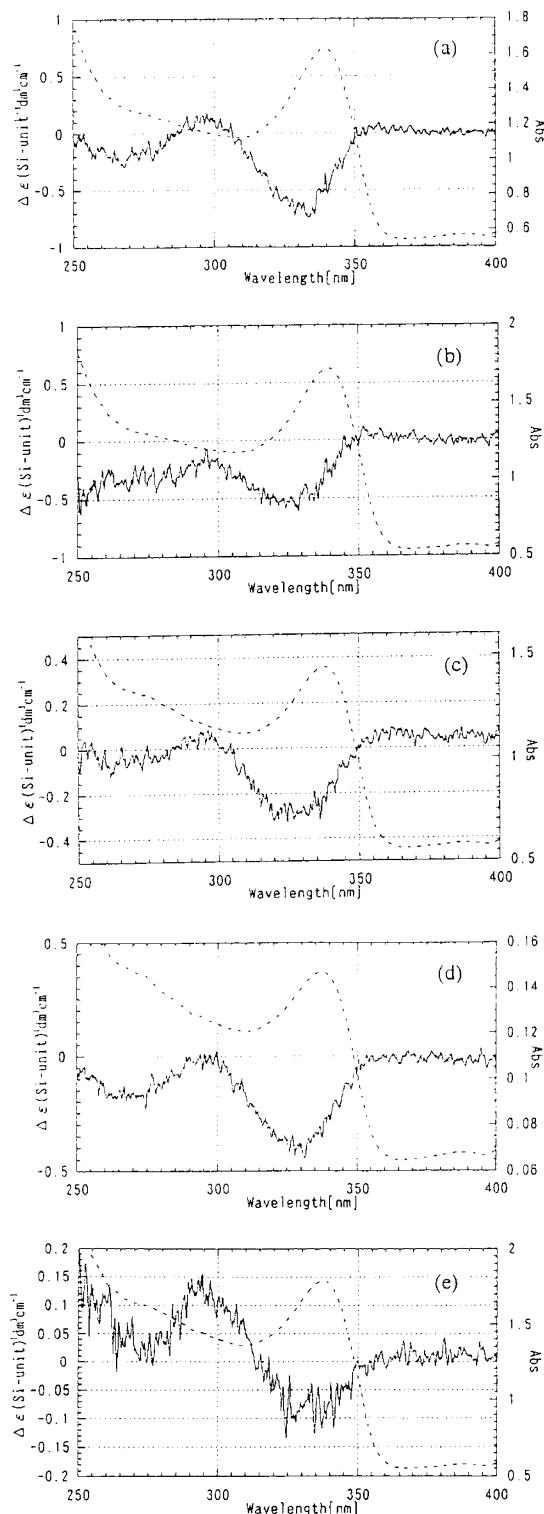 (a)
1
0.5
0
-0.5
-1
Δ ε(Si-unit)¹dm³cm⁻¹
1.8
1.6
1.4
1.2
1
0.8
0.6
Abs
250 300 350 400
Wavelength[nm]
(b)
1
0.5
0
-0.5
-1
Δ ε(Si-unit)¹dm³cm⁻¹
2
1.5
1
0.5
Abs
250 300 350 400
Wavelength[nm]
(c)
0.4
0.2
0
-0.2
-0.4
Δ ε(Si-unit)¹dm³cm⁻¹
1.5
1
0.5
Abs
250 300 350 400
Wavelength[nm]
(d)
0.5
0
-0.5
Δ ε(Si-unit)¹dm³cm⁻¹
0.16
0.14
0.12
0.1
0.08
0.06
Abs
250 300 350 400
Wavelength[nm]
(e)
0.2
0.15
0.1
0.05
0
-0.05
-0.1
-0.15
-0.2
Δ ε(Si-unit)¹dm³cm⁻¹
2
1.5
1
0.5
Abs
250 300 350 400
Wavelength[nm]